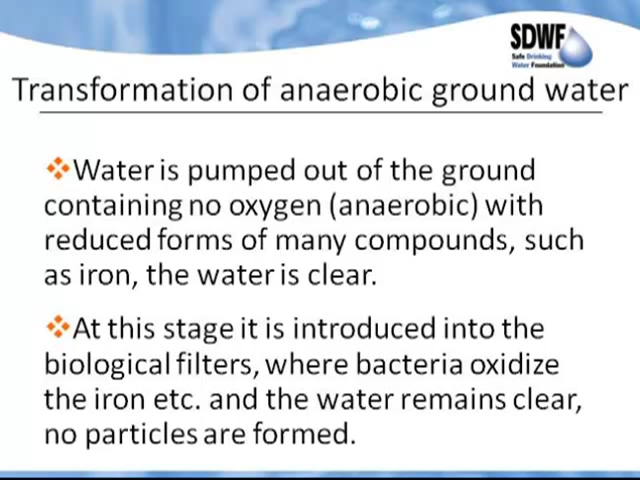 SDWF
Safe Drinking
Water Foundation
Transformation of anaerobic ground water
Water is pumped out of the ground
containing no oxygen (anaerobic) with
reduced forms of many compounds, such
as iron, the water is clear.
At this stage it is introduced into the
biological filters, where bacteria oxidize
the iron etc. and the water remains clear,
no particles are formed.